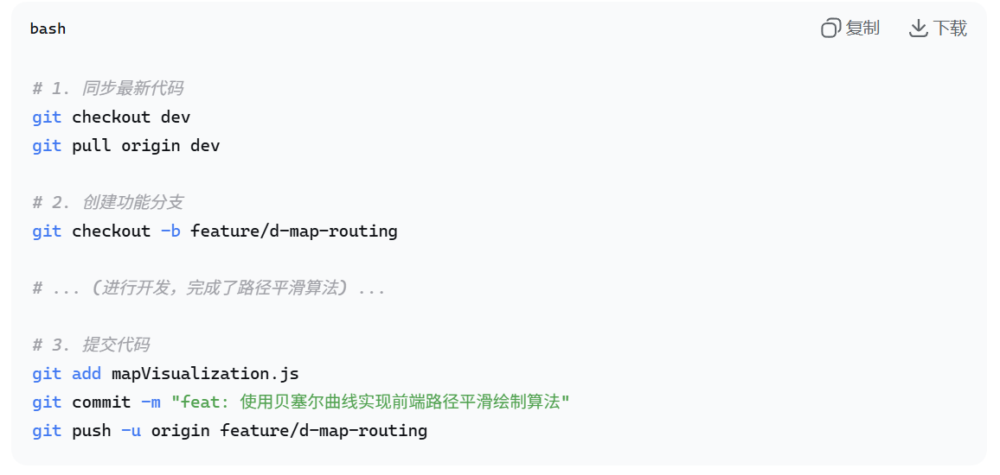 bash
复制
下载
# 1. 同步最新代码
git checkout dev
git pull origin dev
# 2. 创建功能分支
git checkout -b feature/d-map-routing
# ... (进行开发，完成了路径平滑算法) ...
# 3. 提交代码
git add mapVisualization.js
git commit -m "feat: 使用贝塞尔曲线实现前端路径平滑绘制算法"
git push -u origin feature/d-map-routing